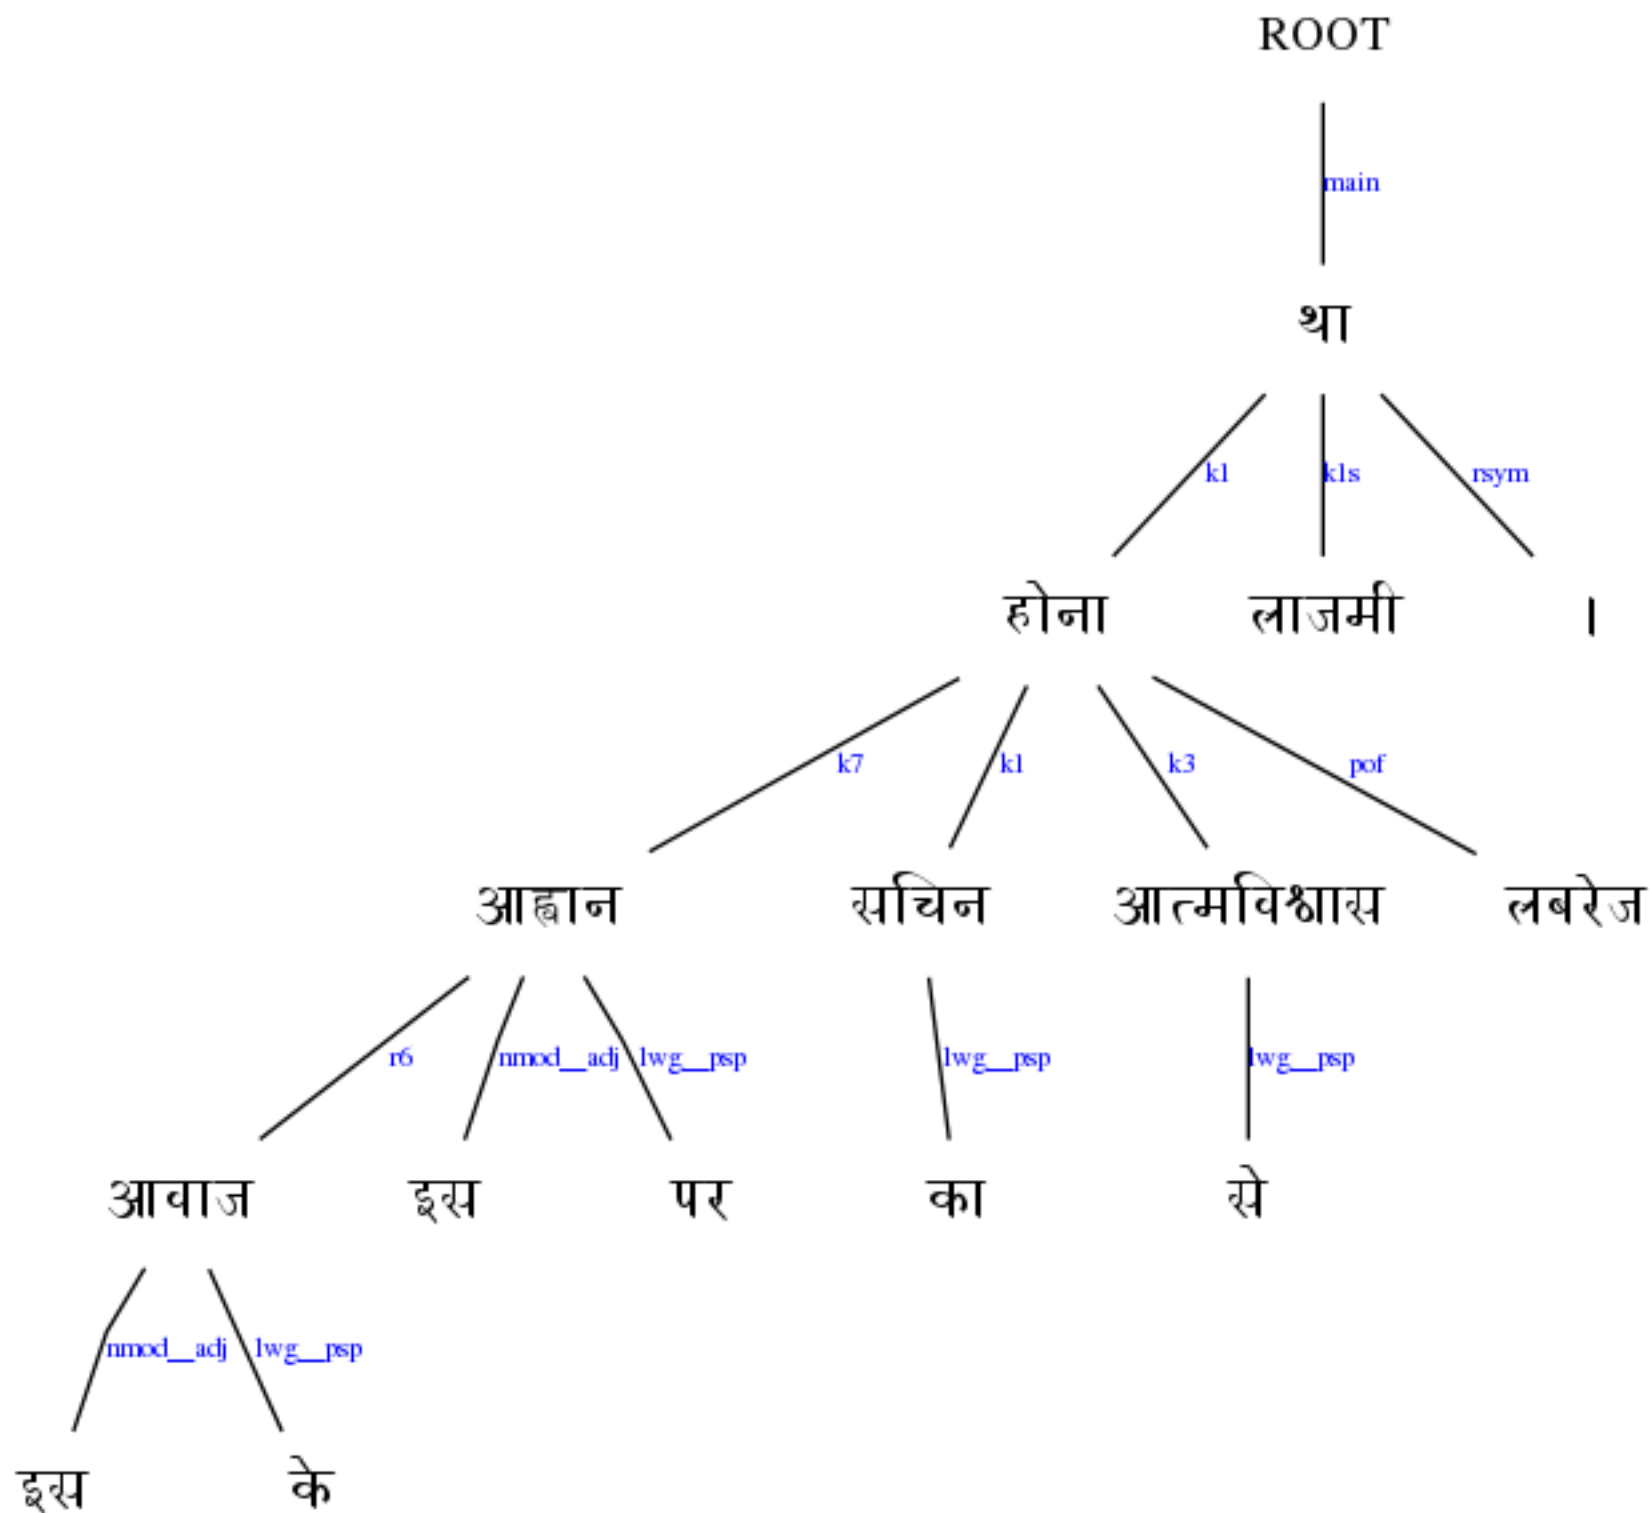 ROOT
main
था
k1 k1s rsym
होना लाजमी ।
k7 k1 k3 pof
आह्वान सचिन आत्मविश्वास लबरेज
r6 nmod__adj lwg__psp lwg__psp lwg__psp
आवाज इस पर का से
nmod__adj lwg__psp
इस के